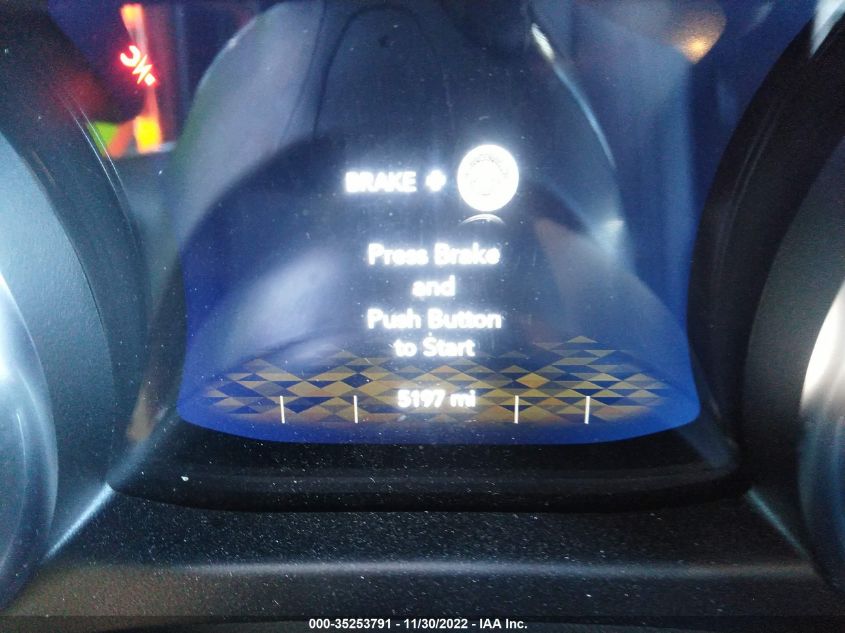 BRAKE +
Press Brake
and
Push Button
to Start
5197 mi
000-35253791 - 11/30/2022 - IAA Inc.